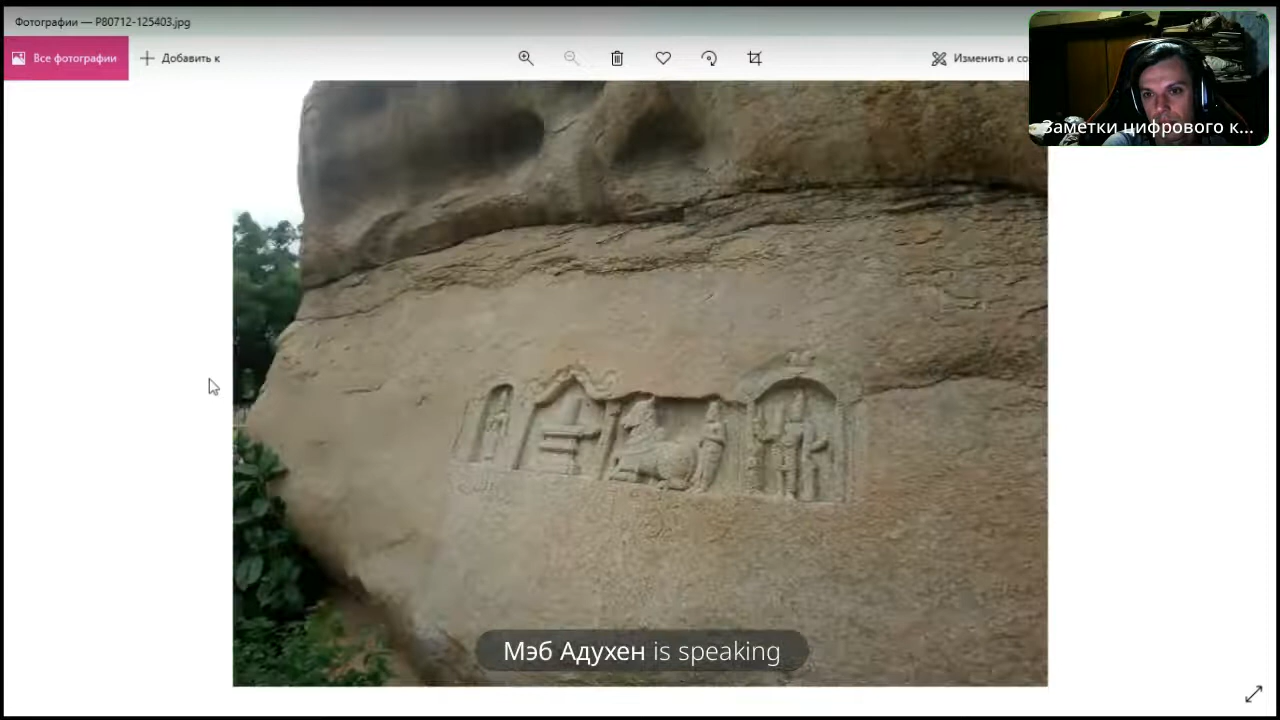 Фотографии — P80712-125403.jpg
Все фотографии
Добавить к
Изменить и со
Заметки цифрового к...
Мэб Адухен is speaking